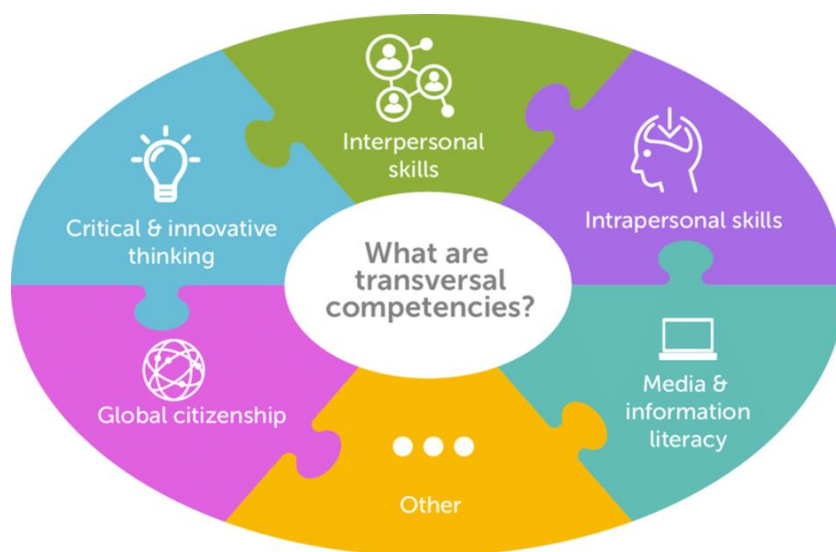 Interpersonal
skills
Intrapersonal skills
Critical & innovative
thinking
What are
transversal
competencies?
Global citizenship
Media &
information
literacy
Other